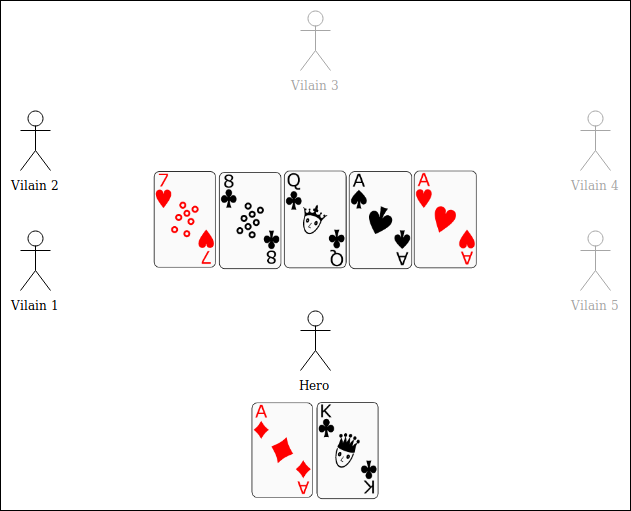 Vilain 3
Vilain 2
Vilain 4
7 8 Q A A
7 8 Q A A
Vilain 1
Vilain 5
Hero
A K
A K